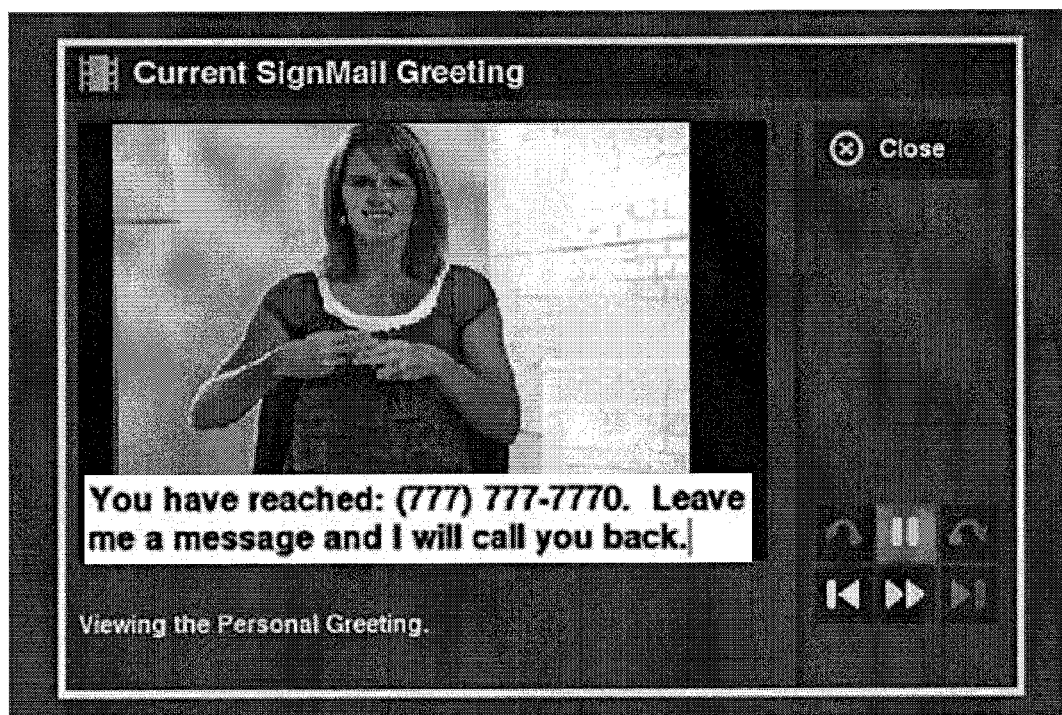 Current SignMail Greeting
Close
You have reached: (777) 777-7770.  Leave
me a message and I will call you back.
Viewing the Personal Greeting.